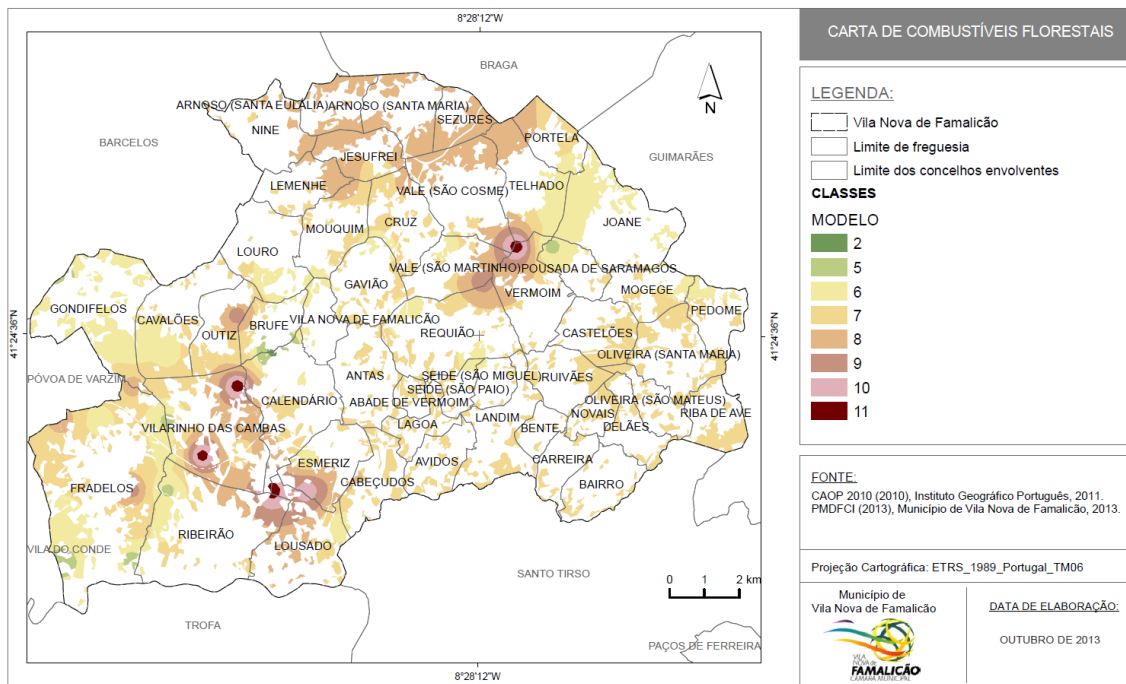 8°28'12"W
CARTA DE COMBUSTÍVEIS FLORESTAIS
BRAGA
N
ARNOSO (SANTA EULÁLIA)
ARNOSO (SANTA MARIA)
SEZURES
NINE
BARCELOS
PORTELA
GUIMARÃES
JESUFREI
LEMENHE
VALE (SÃO COSME)
TELHADO
MOUQUIM
CRUZ
JOANE
LOURO
VALE (SÃO MARTINHO)
POUSADA DE SARAMAGOS
GAVIÃO
VERMOIM
MOGEGE
GONDIFELOS
CAVALÕES
PEDOME
OUTIZ
BRUFE
VILA NOVA DE FAMALICÃO
REQUIÃO
CASTELÕES
41°24'36"N
41°24'36"N
OLIVEIRA (SANTA MARIA)
PÓVOA DE VARZIM
ANTAS
SEIDE (SÃO MIGUEL)
RUIVÃES
SEIDE (SÃO PAIO)
CALENDÁRIO
ABADE DE VERMOIM
OLIVEIRA (SÃO MATEUS)
NOVAIS
RIBA DE AVE
LANDIM
VILARINHO DAS CAMBAS
LAGOA
BENTE
DELÃES
ESMERIZ
AVIDOS
CARREIRA
FRADELOS
CABEÇUDOS
BAIRRO
RIBEIRÃO
LOUSADO
VILA DO CONDE
SANTO TIRSO
0 1 2 km
TROFA
PAÇOS DE FERREIRA
8°28'12"W
LEGENDA:
Vila Nova de Famalicão
Limite de freguesia
Limite dos concelhos envolventes
CLASSES
MODELO
2
5
6
7
8
9
10
11
FONTE:
CAOP 2010 (2010), Instituto Geográfico Português, 2011.
PMDFCI (2013), Município de Vila Nova de Famalicão, 2013.
Projeção Cartográfica: ETRS_1989_Portugal_TM06
Município de
Vila Nova de Famalicão
VILA
NOVA de
FAMALICÃO
CÂMARA MUNICIPAL
DATA DE ELABORAÇÃO:
OUTUBRO DE 2013